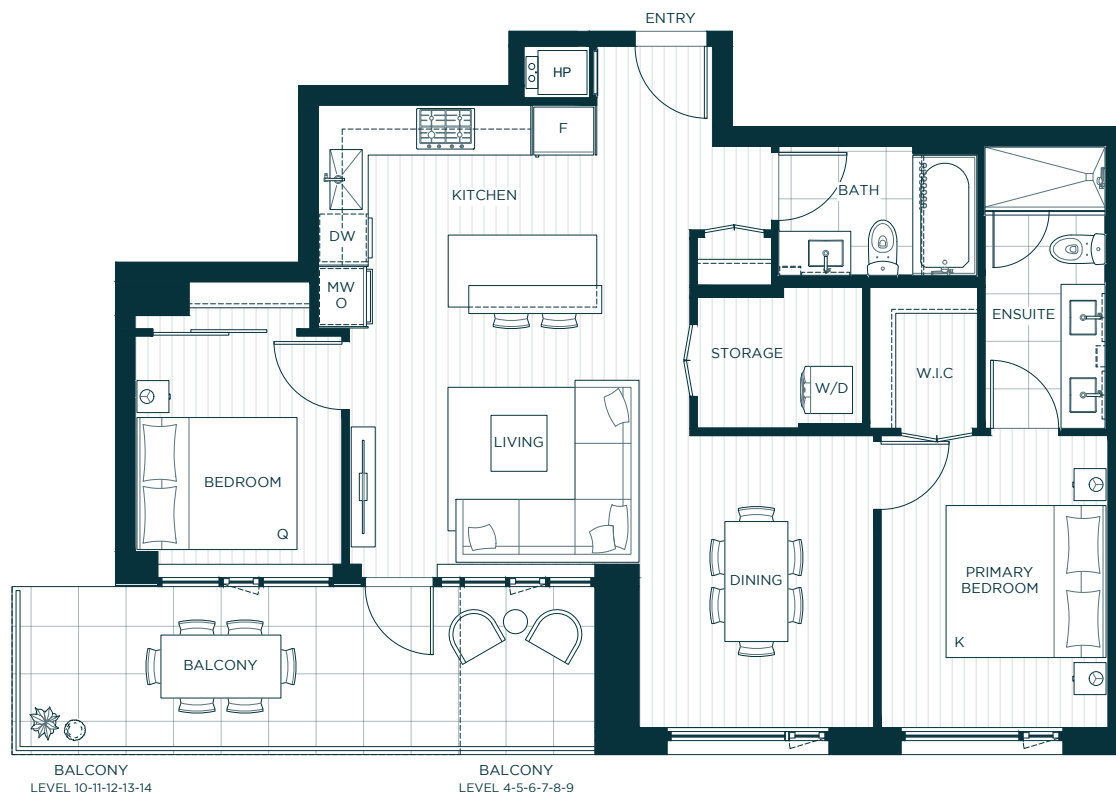 ENTRY
HP
F
KITCHEN
BATH
DW
MW
O
ENSUITE
STORAGE
W.I.C
W/D
LIVING
BEDROOM
Q
PRIMARY
BEDROOM
DINING
K
BALCONY
BALCONY
LEVEL 10-11-12-13-14
BALCONY
LEVEL 4-5-6-7-8-9